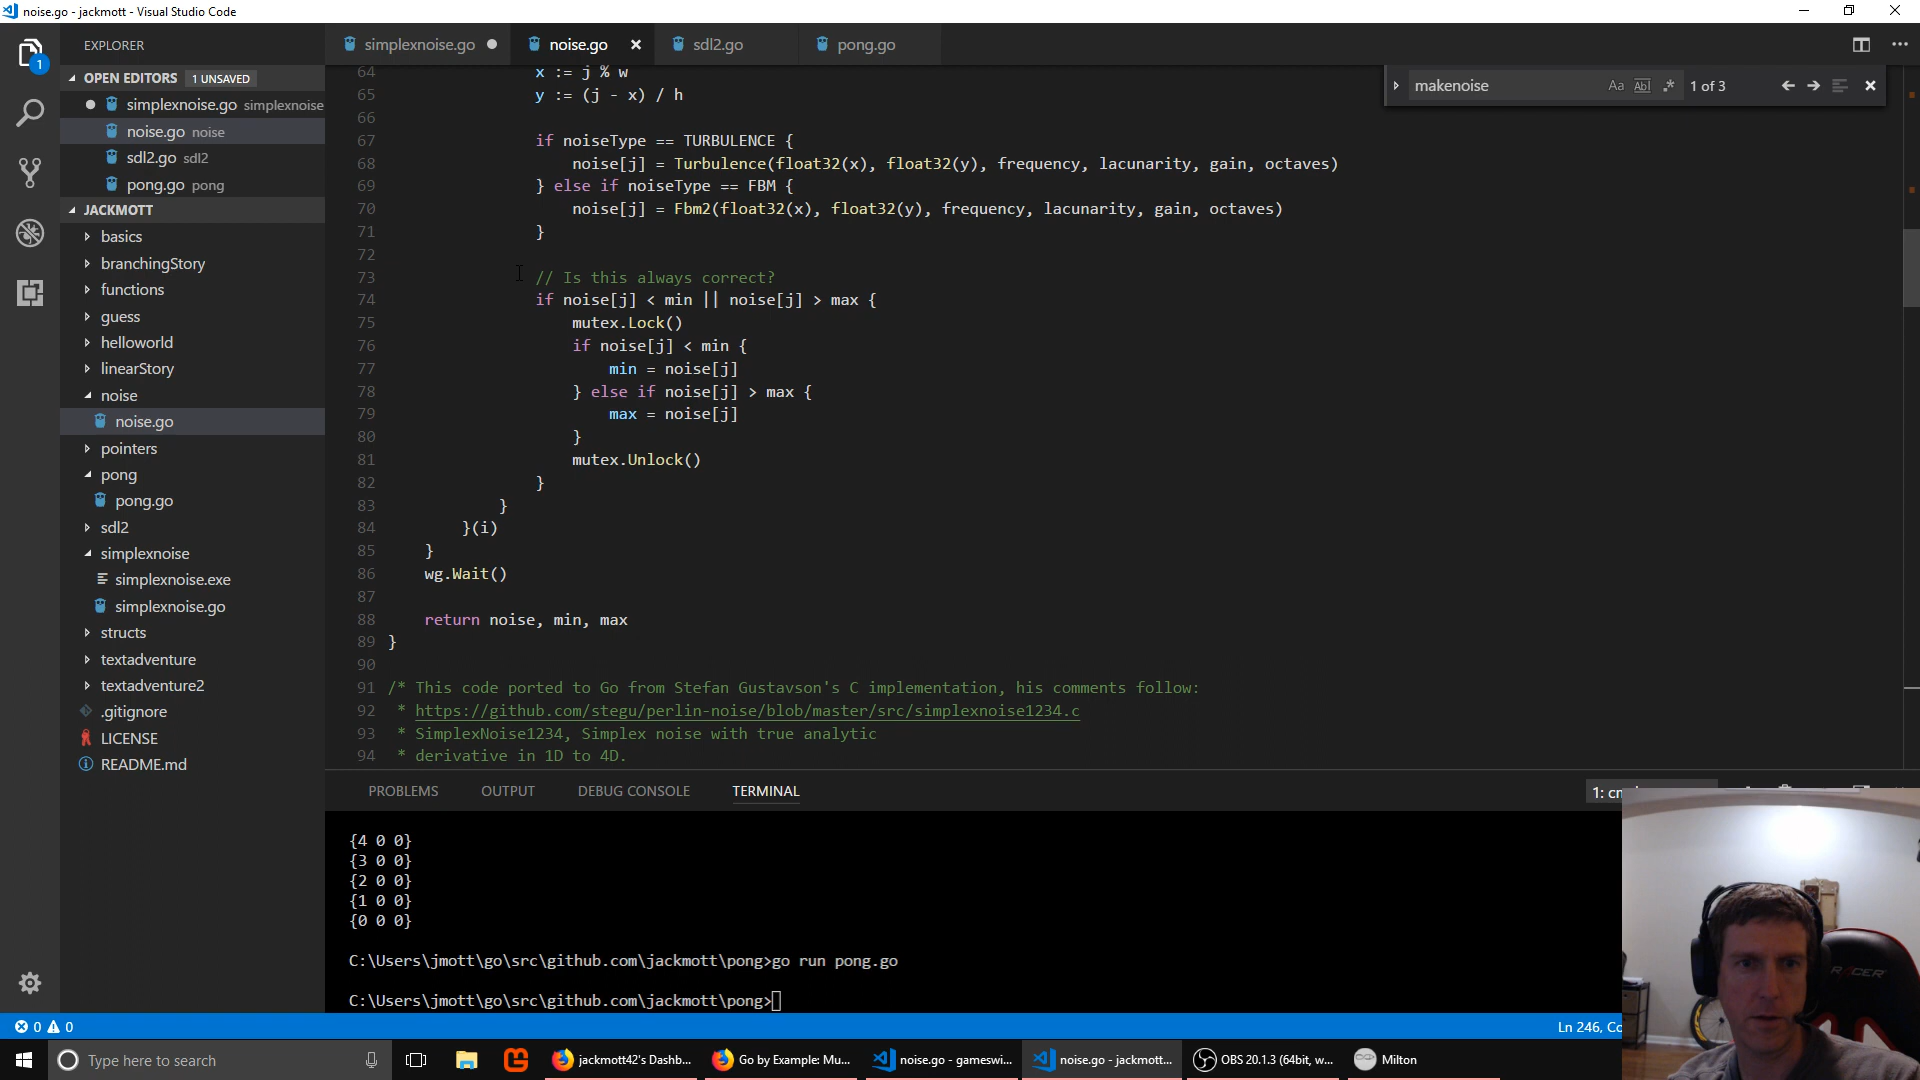 noise.go - jackmott - Visual Studio Code
EXPLORER
OPEN EDITORS 1 UNSAVED
simplexnoise.go simplexnoise
noise.go noise
sdl2.go sdl2
pong.go pong
JACKMOTT
basics
branchingStory
functions
guess
helloworld
linearStory
noise
noise.go
pointers
pong
pong.go
sdl2
simplexnoise
simplexnoise.exe
simplexnoise.go
structs
textadventure
textadventure2
.gitignore
LICENSE
README.md
1
simplexnoise.go
noise.go
sdl2.go
pong.go
makenoise Aa Abl .* 1 of 3
64 x := j % w
65 y := (j - x) / h
66
67 if noiseType == TURBULENCE {
68 noise[j] = Turbulence(float32(x), float32(y), frequency, lacunarity, gain, octaves)
69 } else if noiseType == FBM {
70 noise[j] = Fbm2(float32(x), float32(y), frequency, lacunarity, gain, octaves)
71 }
72
73 // Is this always correct?
74 if noise[j] < min || noise[j] > max {
75 mutex.Lock()
76 if noise[j] < min {
77 min = noise[j]
78 } else if noise[j] > max {
79 max = noise[j]
80 }
81 mutex.Unlock()
82 }
83 }
84 }(i)
85 }
86 wg.Wait()
87
88 return noise, min, max
89 }
90
91 /* This code ported to Go from Stefan Gustavson's C implementation, his comments follow:
92 * https://github.com/stegu/perlin-noise/blob/master/src/simplexnoise1234.c
93 * SimplexNoise1234, Simplex noise with true analytic
94 * derivative in 1D to 4D.
PROBLEMS OUTPUT DEBUG CONSOLE TERMINAL
{4 0 0}
{3 0 0}
{2 0 0}
{1 0 0}
{0 0 0}
C:\Users\jmott\go\src\github.com\jackmott\pong>go run pong.go
C:\Users\jmott\go\src\github.com\jackmott\pong>
RACER
0 0
Ln 246,
Type here to search
jackmott42's Dashb...
Go by Example: Mu...
noise.go - gameswi...
noise.go - jackmott...
OBS 20.1.3 (64bit, w...
Milton